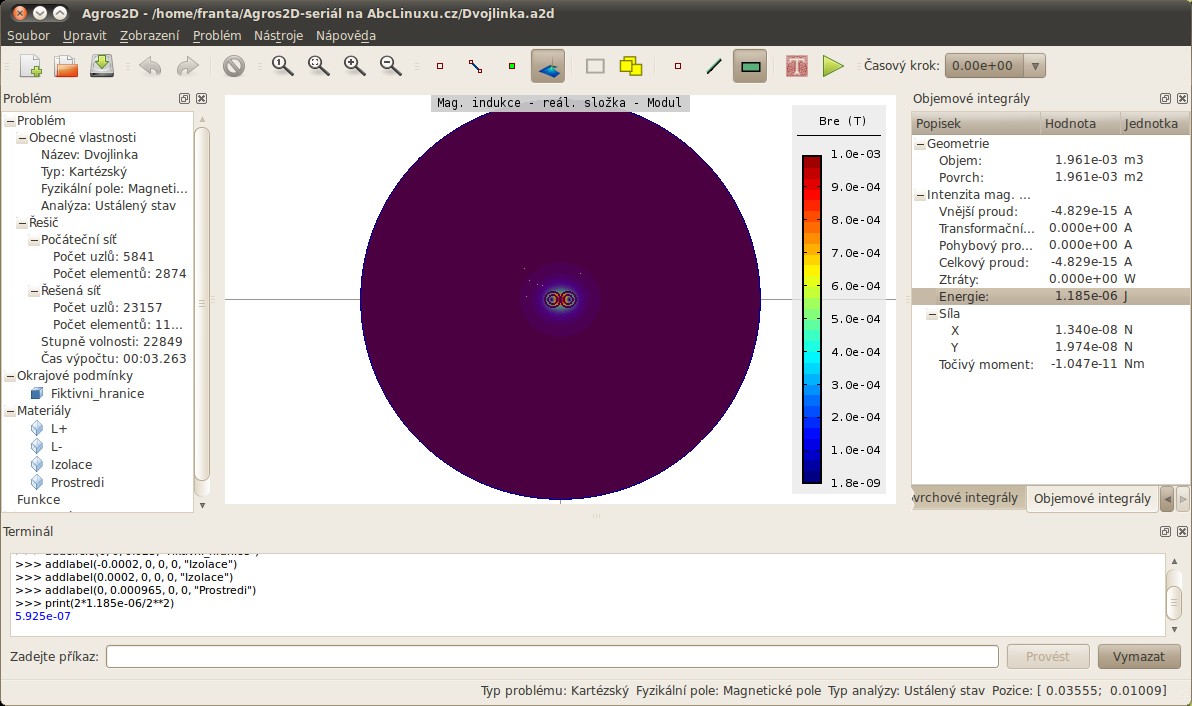 Agros2D - /home/franta/Agros2D-seriál na AbcLinuxu.cz/Dvojlinka.a2d
Soubor Upravit Zobrazení Problém Nástroje Nápověda
Časový krok: 0.00e+00
Problém
Problém
Obecné vlastnosti
Název: Dvojlinka
Typ: Kartézský
Fyzikální pole: Magneti...
Analýza: Ustálený stav
Řešič
Počáteční síť
Počet uzlů: 5841
Počet elementů: 2874
Řešená síť
Počet uzlů: 23157
Počet elementů: 11...
Stupně volnosti: 22849
Čas výpočtu: 00:03.263
Okrajové podmínky
Fiktivni_hranice
Materiály
L+
L-
Izolace
Prostredi
Funkce
Mag. indukce - reál. složka - Modul
Bre (T)
1.0e-03
9.0e-04
8.0e-04
7.0e-04
6.0e-04
5.0e-04
4.0e-04
3.0e-04
2.0e-04
1.0e-04
1.8e-09
Objemové integrály
Popisek Hodnota Jednotka
Geometrie
Objem: 1.961e-03 m3
Povrch: 1.961e-03 m2
Intenzita mag. ...
Vnější proud: -4.829e-15 A
Transformační... 0.000e+00 A
Pohybový pro... 0.000e+00 A
Celkový proud: -4.829e-15 A
Ztráty: 0.000e+00 W
Energie: 1.185e-06 J
Síla
X 1.340e-08 N
Y 1.974e-08 N
Točivý moment: -1.047e-11 Nm
vrchové integrály Objemové integrály
Terminál
>>> addlabel(-0.0002, 0, 0, 0, "Izolace")
>>> addlabel(0.0002, 0, 0, 0, "Izolace")
>>> addlabel(0, 0.000965, 0, 0, "Prostredi")
>>> print(2*1.185e-06/2**2)
5.925e-07
Zadejte příkaz: Provést Vymazat
Typ problému: Kartézský Fyzikální pole: Magnetické pole Typ analýzy: Ustálený stav Pozice: [ 0.03555; 0.01009]